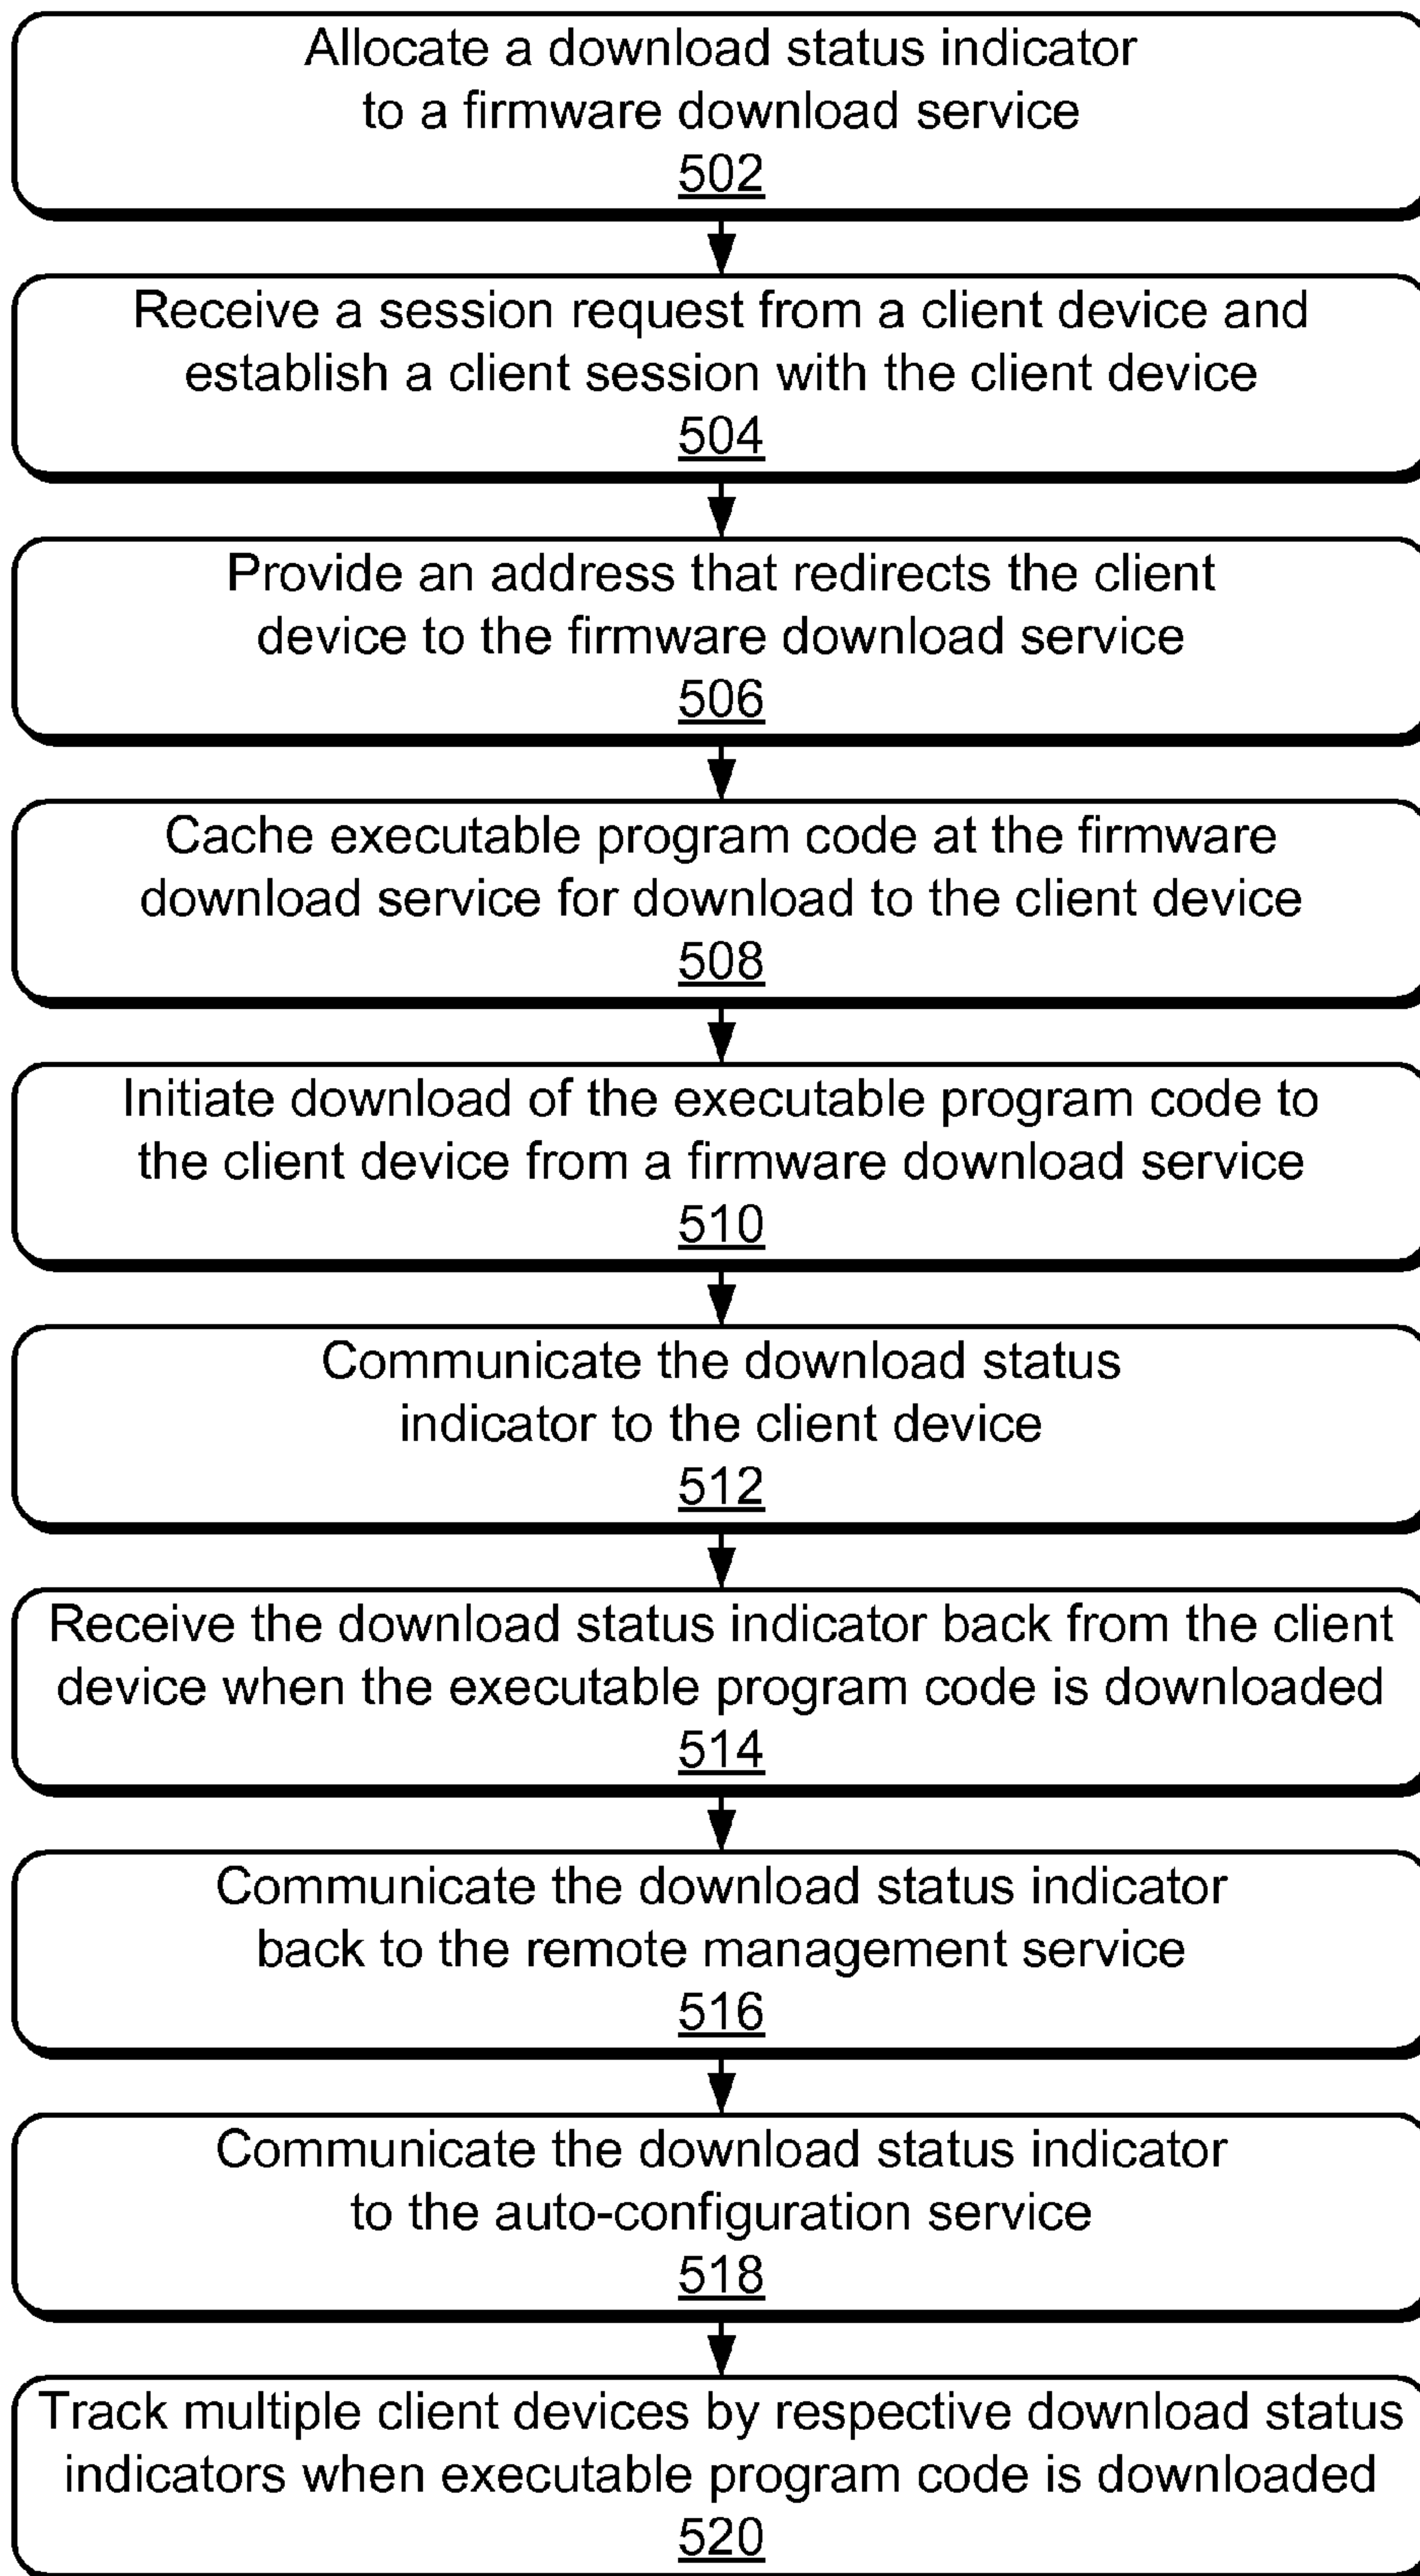 Allocate a download status indicator
to a firmware download service
502
Receive a session request from a client device and
establish a client session with the client device
504
Provide an address that redirects the client
device to the firmware download service
506
Cache executable program code at the firmware
download service for download to the client device
508
Initiate download of the executable program code to
the client device from a firmware download service
510
Communicate the download status
indicator to the client device
512
Receive the download status indicator back from the client
device when the executable program code is downloaded
514
Communicate the download status indicator
back to the remote management service
516
Communicate the download status indicator
to the auto-configuration service
518
Track multiple client devices by respective download status
indicators when executable program code is downloaded
520